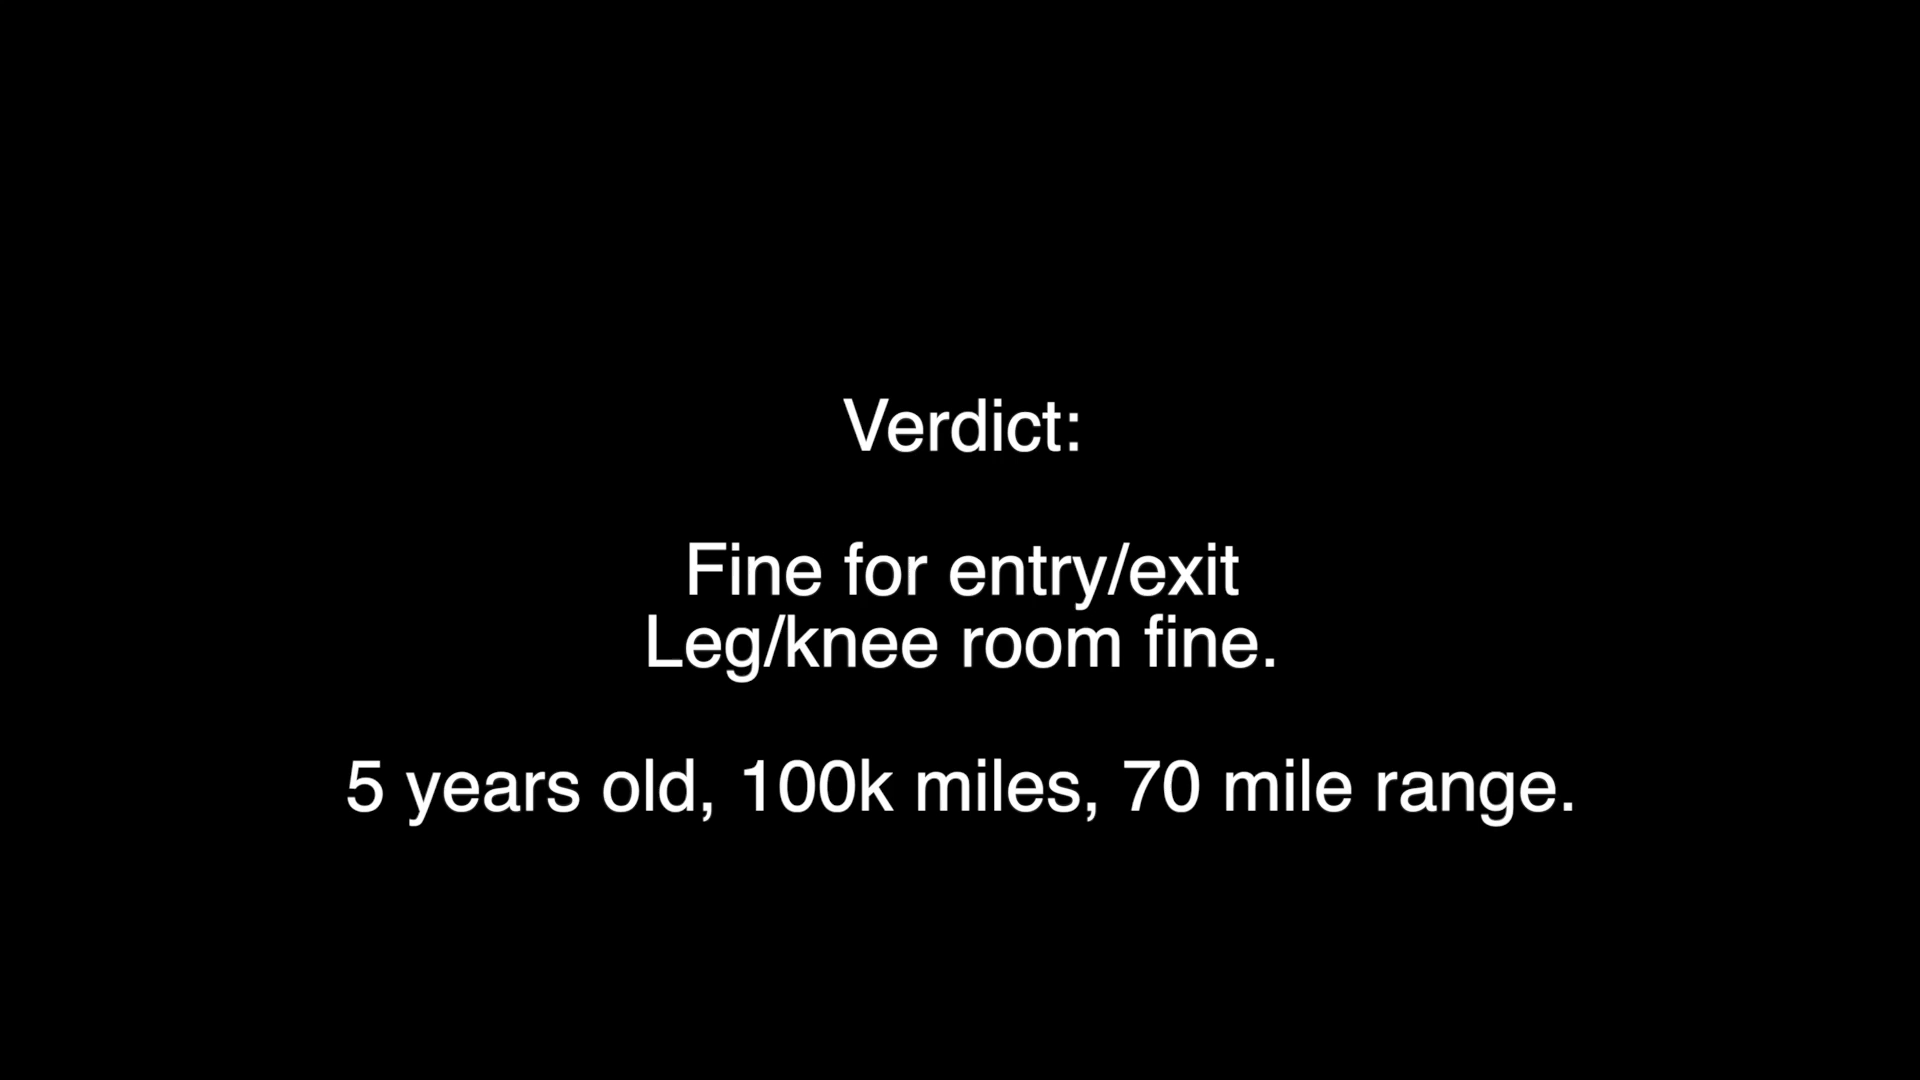 Verdict:
Fine for entry/exit
Leg/knee room fine.
5 years old, 100k miles, 70 mile range.